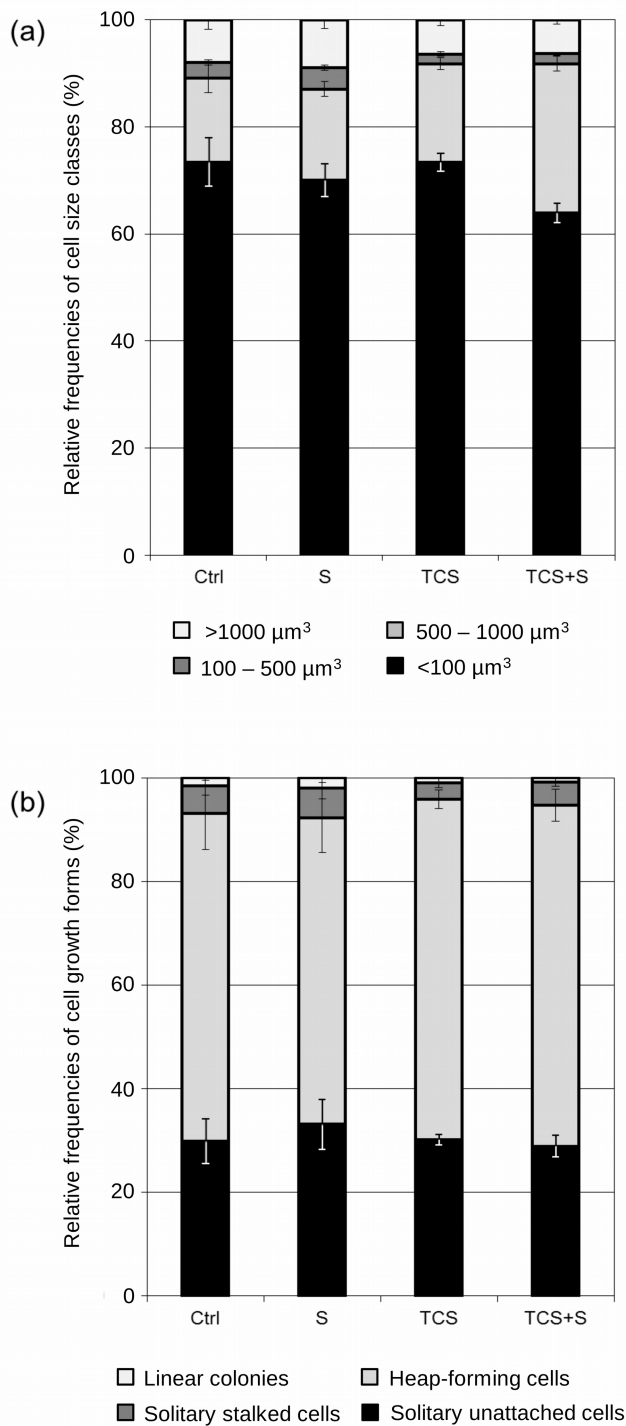 (a)
Relative frequencies of cell size classes (%)
100
80
60
40
20
0
Ctrl S TCS TCS+S
>1000 µm³ 500 – 1000 µm³
100 – 500 µm³ <100 µm³
(b)
Relative frequencies of cell growth forms (%)
100
80
60
40
20
0
Ctrl S TCS TCS+S
Linear colonies Heap-forming cells
Solitary stalked cells Solitary unattached cells